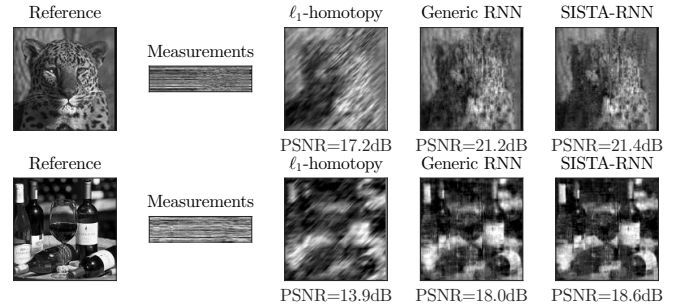 Reference
Measurements
ℓ₁-homotopy
Generic RNN
SISTA-RNN
PSNR=17.2dB
PSNR=21.2dB
PSNR=21.4dB
Reference
Measurements
ℓ₁-homotopy
Generic RNN
SISTA-RNN
PSNR=13.9dB
PSNR=18.0dB
PSNR=18.6dB